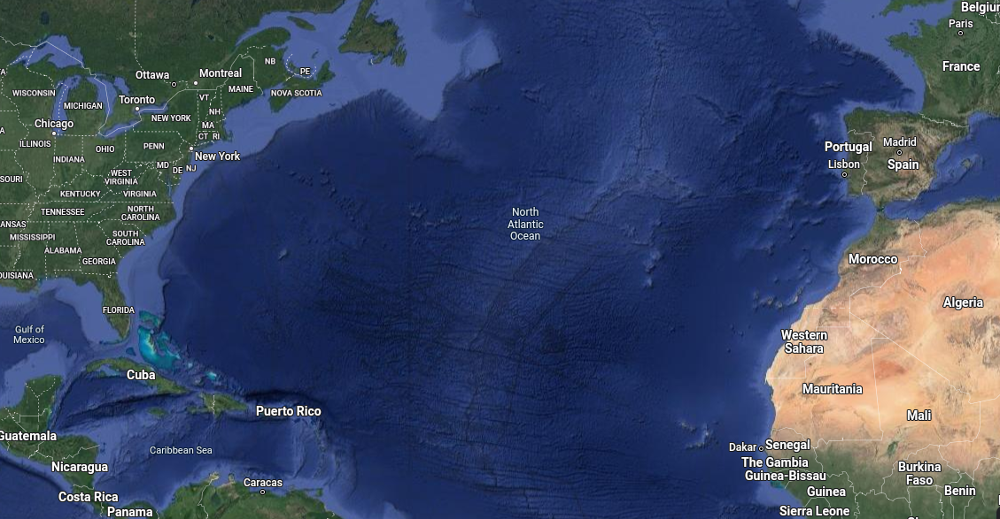 Belgiur
Paris
France
NB
PE
Ottawa
Montreal
MAINE
NOVA SCOTIA
WISCONSIN
MICHIGAN
Toronto
VT
NH
NEW YORK
Chicago
MA
CT RI
ILLINOIS
OHIO
PENN
New York
INDIANA
MD
DE
NJ
WEST
VIRGINIA
SOURI
KENTUCKY
VIRGINIA
TENNESSEE
NORTH
CAROLINA
ANSAS
MISSISSIPPI
SOUTH
CAROLINA
ALABAMA
GEORGIA
OUISIANA
FLORIDA
Gulf of
Mexico
North
Atlantic
Ocean
Portugal
Madrid
Lisbon
Spain
Morocco
Algeria
Western
Sahara
Mauritania
Mali
Cuba
Puerto Rico
Guatemala
Caribbean Sea
Nicaragua
Caracas
Costa Rica
Panama
Dakar
Senegal
The Gambia
Guinea-Bissau
Burkina
Faso
Guinea
Benin
Sierra Leone